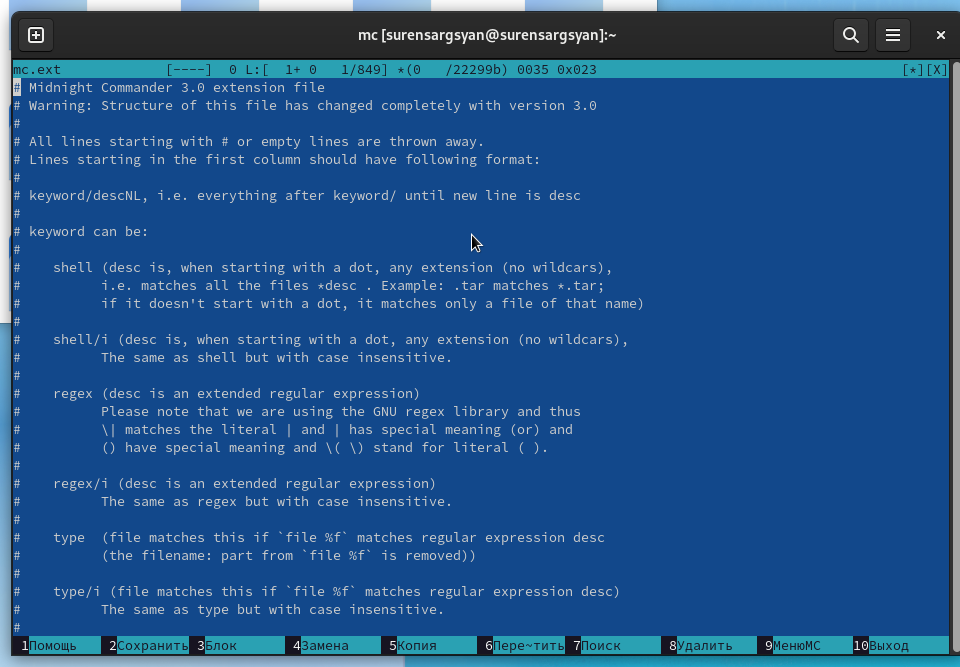 mc [surensargsyan@surensargsyan]:~
mc.ext [----] 0 L:[ 1+ 0 1/849] *(0 /22299b) 0035 0x023 [*][X]
# Midnight Commander 3.0 extension file
# Warning: Structure of this file has changed completely with version 3.0
#
# All lines starting with # or empty lines are thrown away.
# Lines starting in the first column should have following format:
#
# keyword/descNL, i.e. everything after keyword/ until new line is desc
#
# keyword can be:
#
#    shell (desc is, when starting with a dot, any extension (no wildcars),
#          i.e. matches all the files *desc . Example: .tar matches *.tar;
#          if it doesn't start with a dot, it matches only a file of that name)
#
#    shell/i (desc is, when starting with a dot, any extension (no wildcars),
#          The same as shell but with case insensitive.
#
#    regex (desc is an extended regular expression)
#          Please note that we are using the GNU regex library and thus
#          \| matches the literal | and | has special meaning (or) and
#          () have special meaning and \( \) stand for literal ( ).
#
#    regex/i (desc is an extended regular expression)
#          The same as regex but with case insensitive.
#
#    type  (file matches this if `file %f` matches regular expression desc
#          (the filename: part from `file %f` is removed))
#
#    type/i (file matches this if `file %f` matches regular expression desc)
#          The same as type but with case insensitive.
#
1Помощь 2Сохранить 3Блок 4Замена 5Копия 6Пере~тить 7Поиск 8Удалить 9МенюMC 10Выход